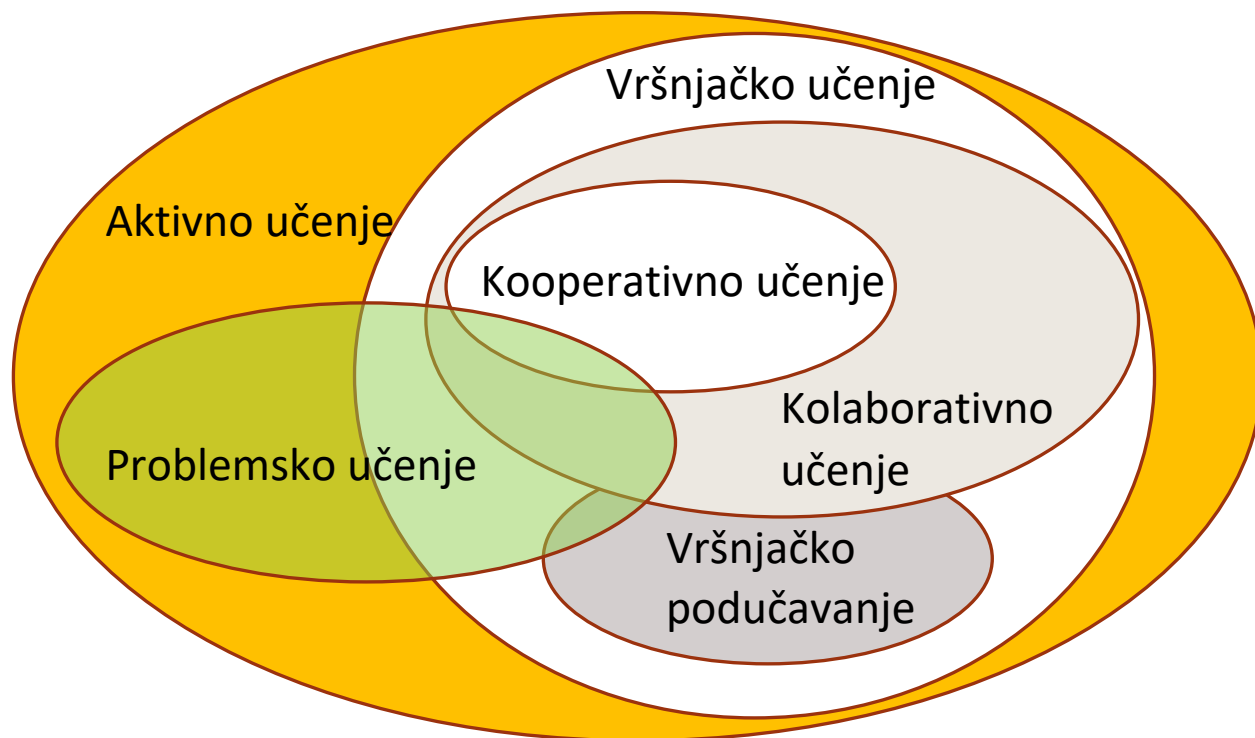 Vršnjačko učenje
Aktivno učenje
Kooperativno učenje
Kolaborativno
učenje
Problemsko učenje
Vršnjačko
podučavanje